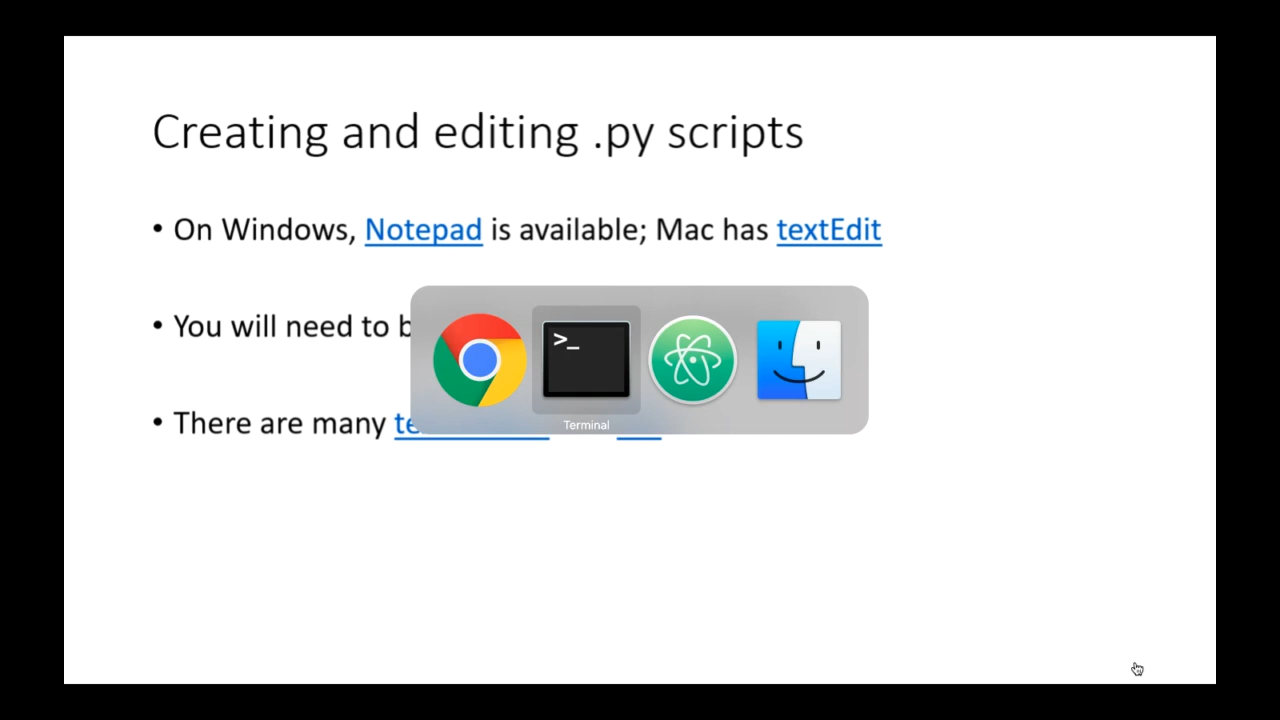 Creating and editing .py scripts
• On Windows, Notepad is available; Mac has textEdit
• You will need to
>_
Terminal
• There are many